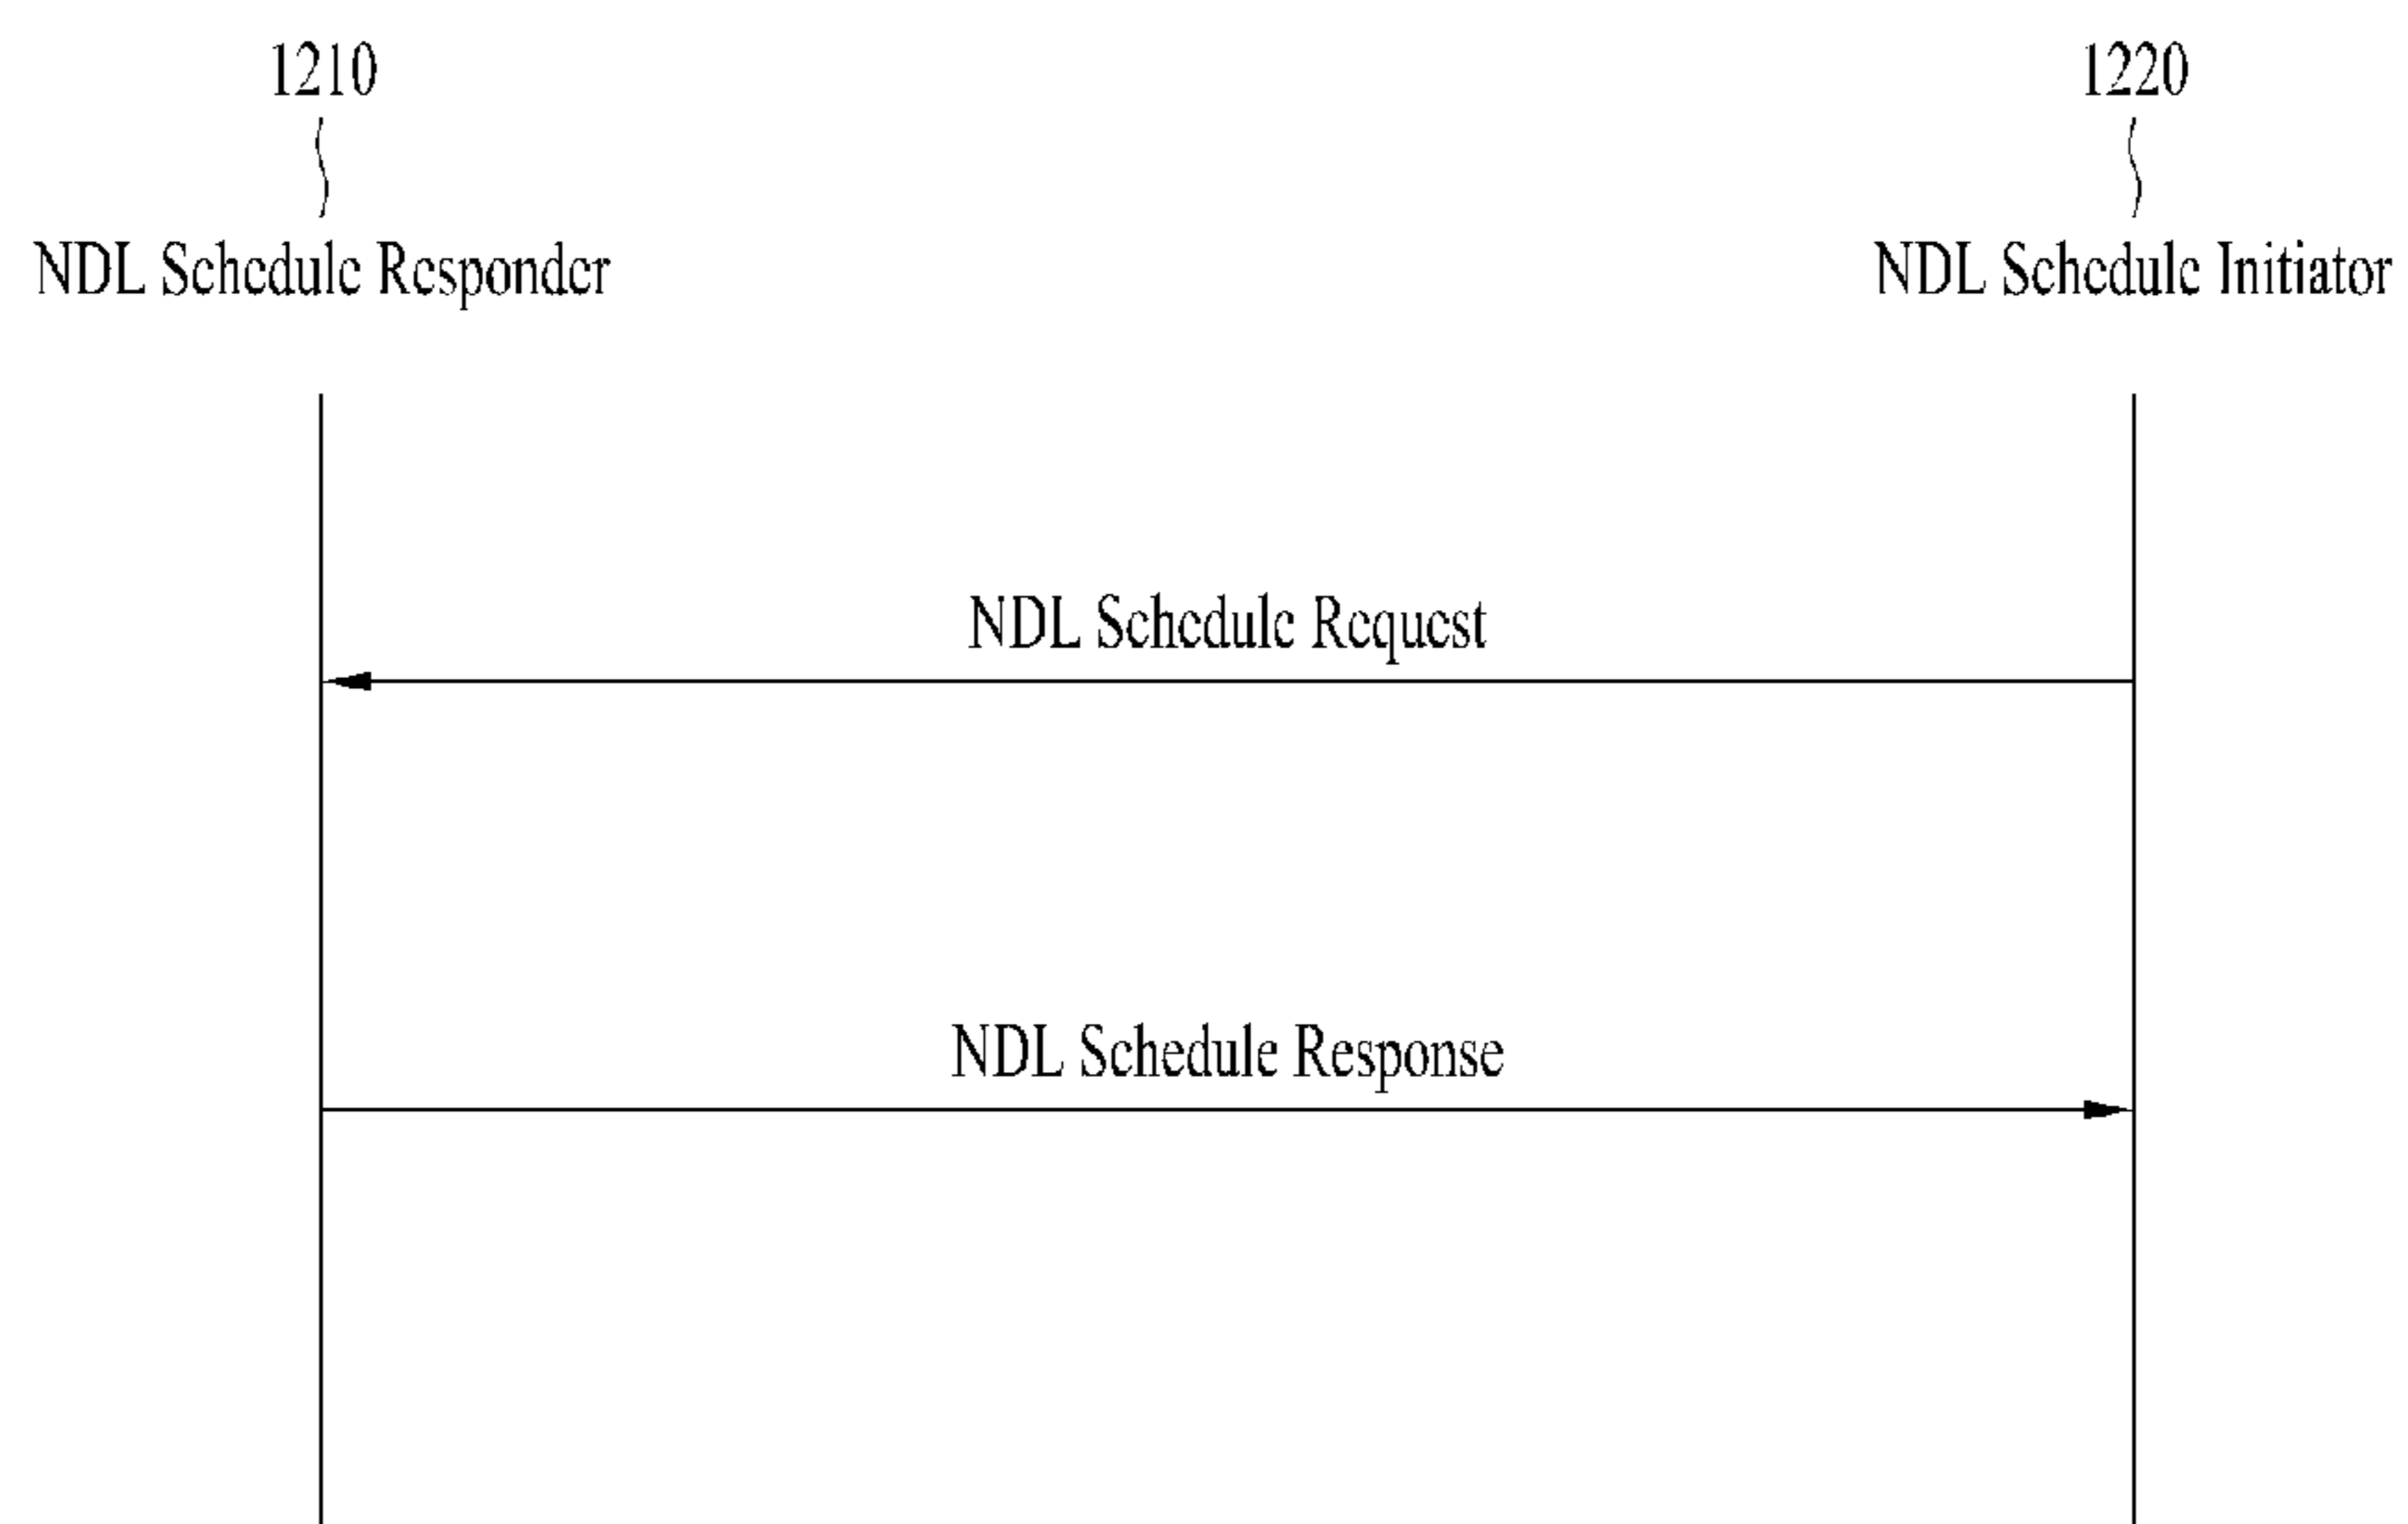 1210
1220
NDL Schedule Responder
NDL Schedule Initiator
NDL Schedule Request
NDL Schedule Response